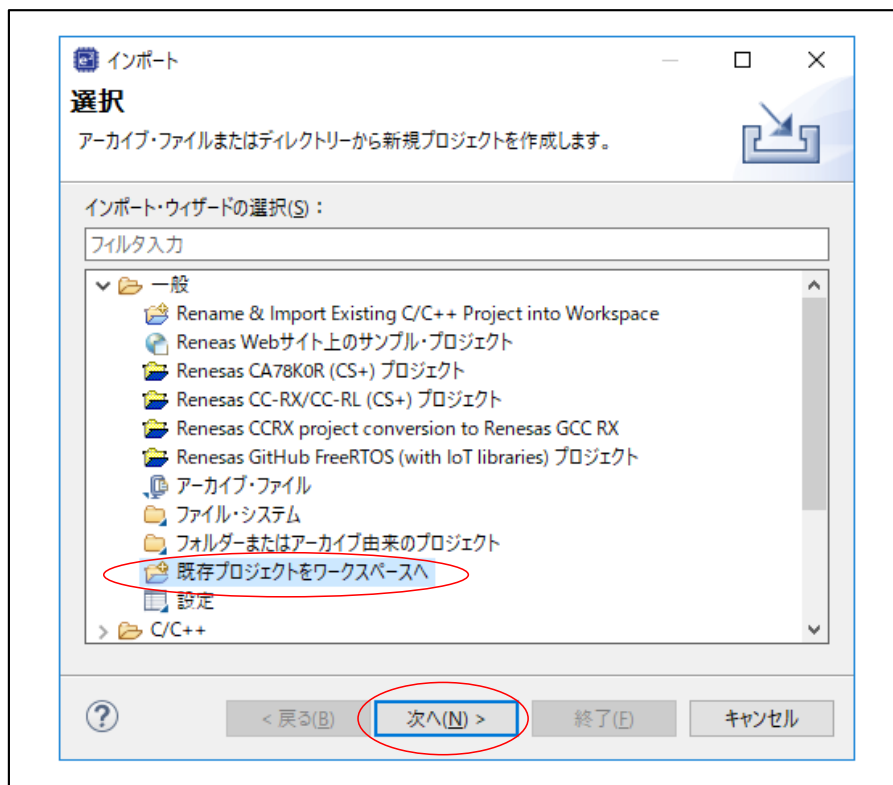 インポート
選択
アーカイブ・ファイルまたはディレクトリーから新規プロジェクトを作成します。
インポート・ウィザードの選択(S)：
フィルタ入力
一般
Rename & Import Existing C/C++ Project into Workspace
Reneas Webサイト上のサンプル・プロジェクト
Renesas CA78K0R (CS+) プロジェクト
Renesas CC-RX/CC-RL (CS+) プロジェクト
Renesas CCRX project conversion to Renesas GCC RX
Renesas GitHub FreeRTOS (with IoT libraries) プロジェクト
アーカイブ・ファイル
ファイル・システム
フォルダーまたはアーカイブ由来のプロジェクト
既存プロジェクトをワークスペースへ
設定
C/C++
< 戻る(B) 次へ(N) > 終了(F) キャンセル